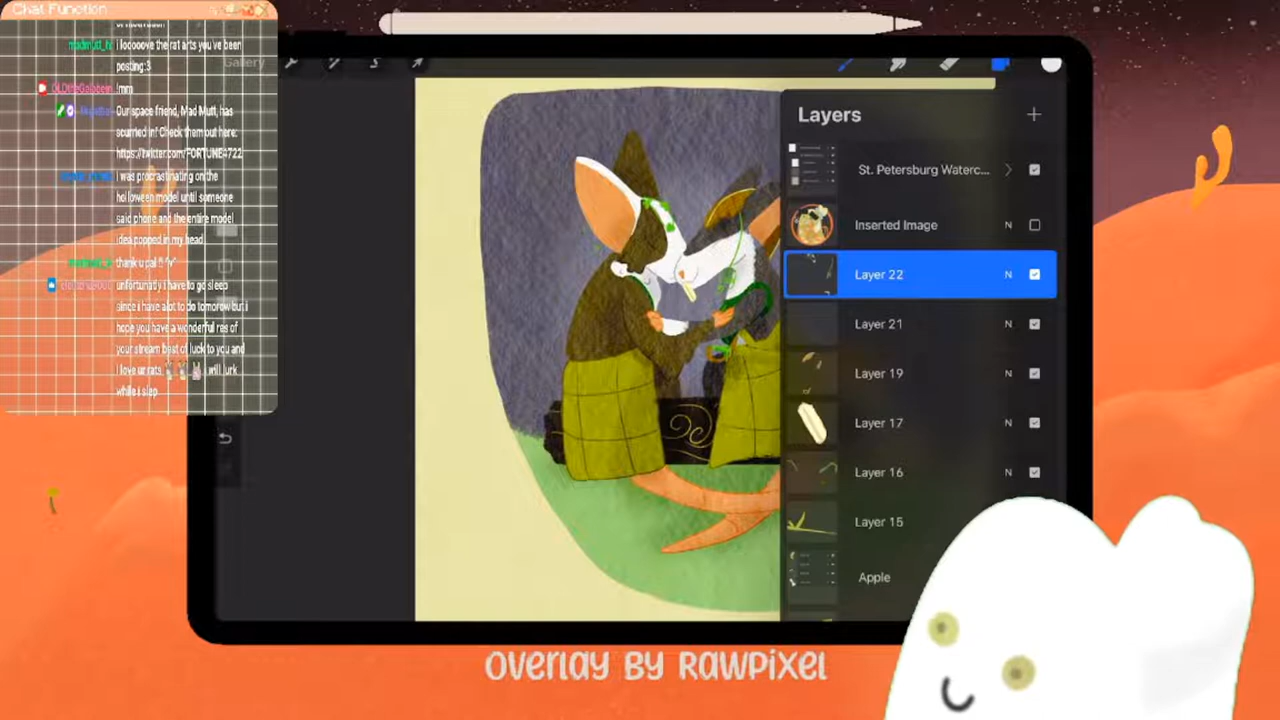 Chat Function
i looooove the rat arts you've been
posting:3
!mm
Our space friend, Mad Mutt, has
scurried in! Check them out here:
https://twitter.com/FORTUNE4722
i was procrastinating on the
holloween model until someone
said phone and the entire model
idea popped in my head
thank u pal !! ^v^
unfortunatly i have to go sleep
since i have alot to do tomorow but i
hope you have a wonderful res of
your stream best of luck to you and
i love ur rats i will lurk
while i slep
Gallery
Layers
St. Petersburg Waterc...
Inserted Image N
Layer 22 N
Layer 21 N
Layer 19 N
Layer 17 N
Layer 16 N
Layer 15
Apple
Overlay by Rawpixel